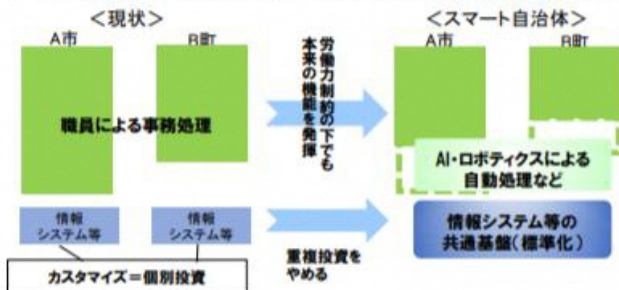 ＜現状＞
A市
B町
職員による事務処理
情報
システム等
情報
システム等
カスタマイズ＝個別投資
労働力制約の下でも
本来の機能を発揮
重複投資を
やめる
＜スマート自治体＞
A市
B町
AI・ロボティクスによる
自動処理など
情報システム等の
共通基盤（標準化）